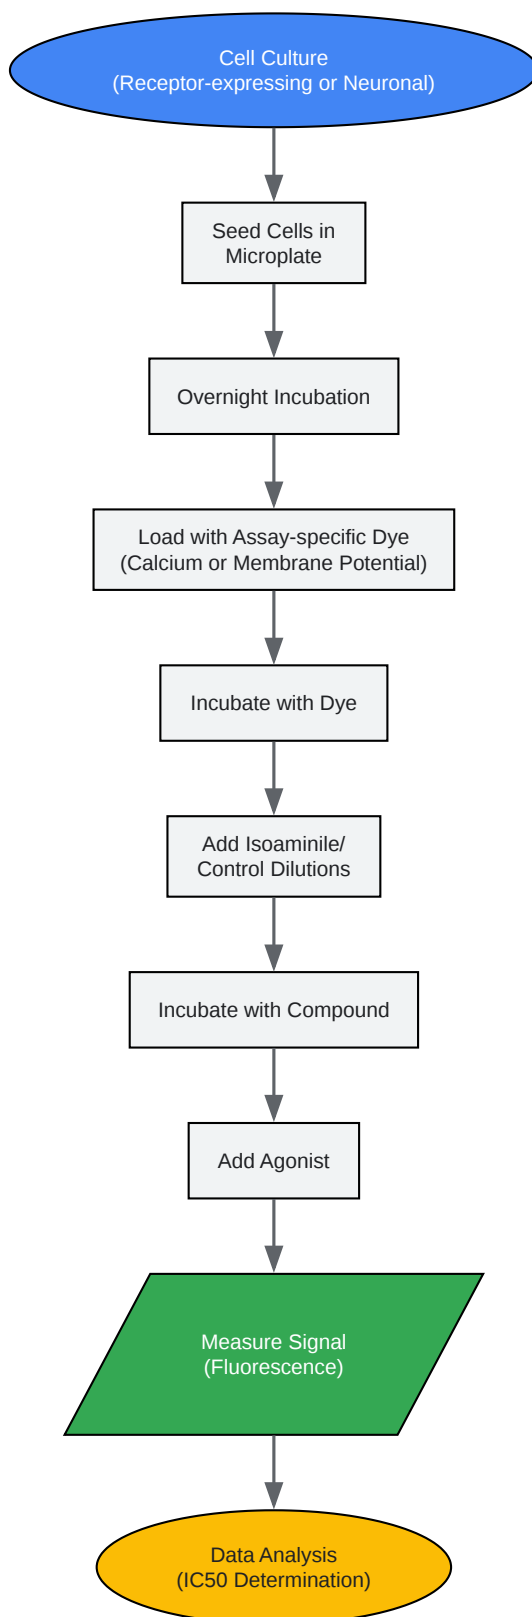 Cell Culture
(Receptor-expressing or Neuronal)
Seed Cells in
Microplate
Overnight Incubation
Load with Assay-specific Dye
(Calcium or Membrane Potential)
Incubate with Dye
Add Isoaminile/
Control Dilutions
Incubate with Compound
Add Agonist
Measure Signal
(Fluorescence)
Data Analysis
(IC50 Determination)